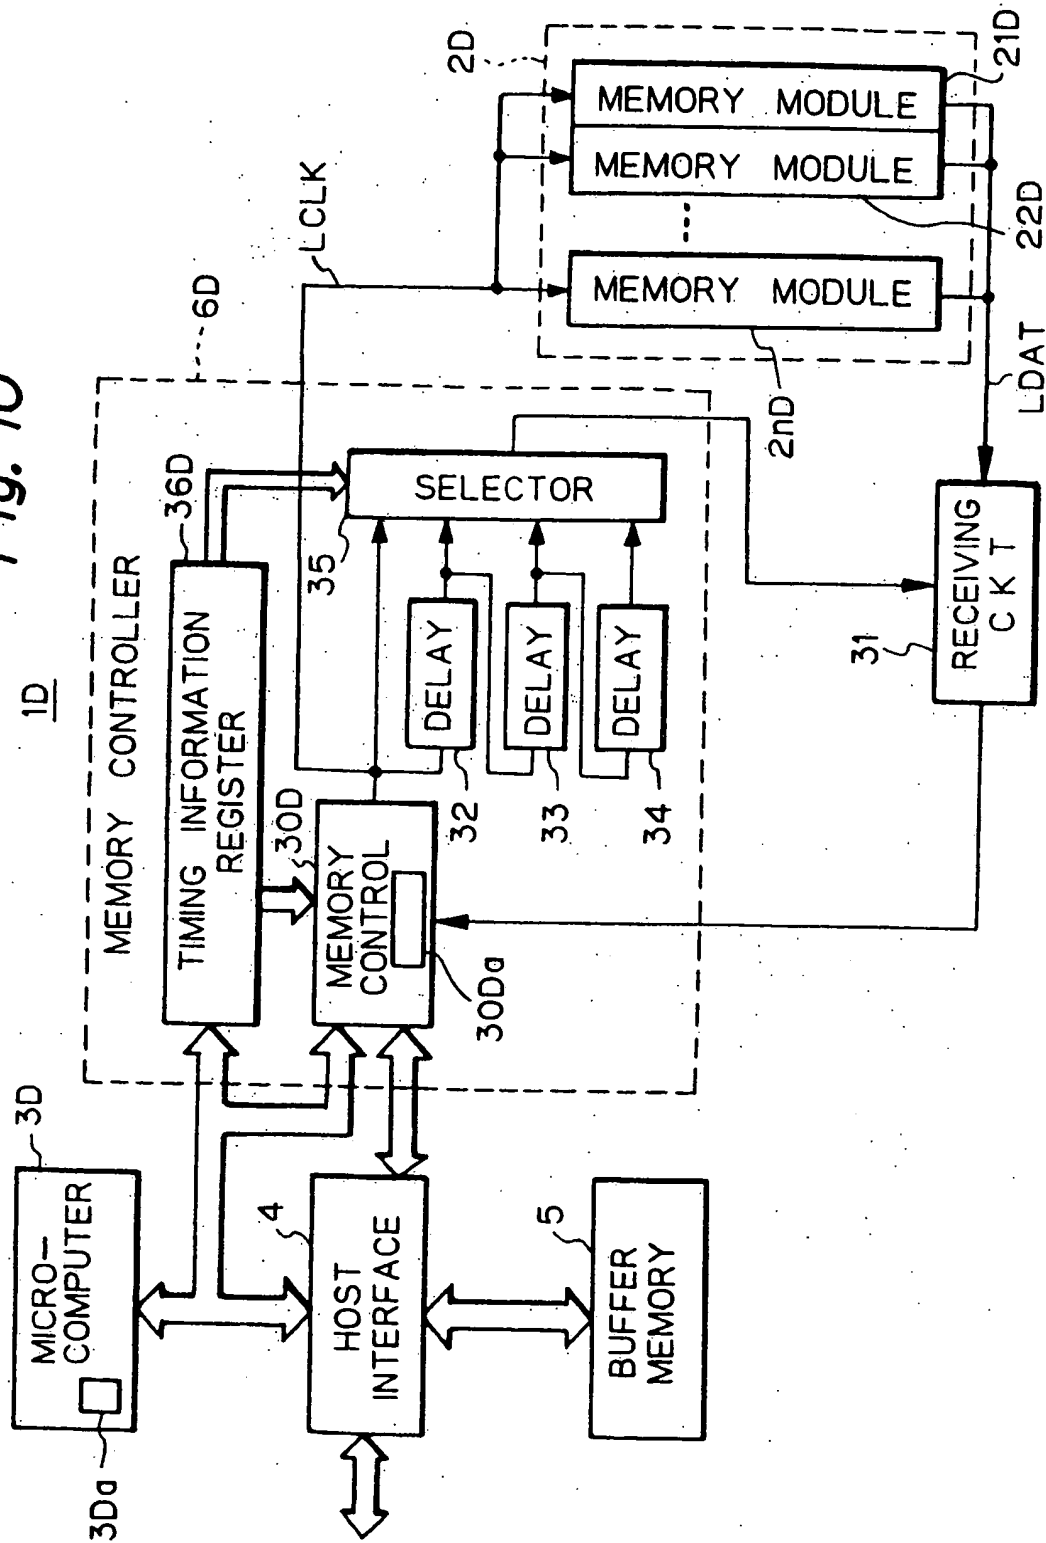 Fig. 10
1D
MICRO-
COMPUTER
3D
3Da
MEMORY CONTROLLER
6D
TIMING INFORMATION
REGISTER
36D
30D
MEMORY
CONTROL
30Da
35
SELECTOR
DELAY
32
DELAY
33
DELAY
34
LCLK
2D
MEMORY MODULE
21D
MEMORY MODULE
22D
MEMORY MODULE
2nD
LDAT
HOST
INTERFACE
4
BUFFER
MEMORY
5
RECEIVING
CKT
31